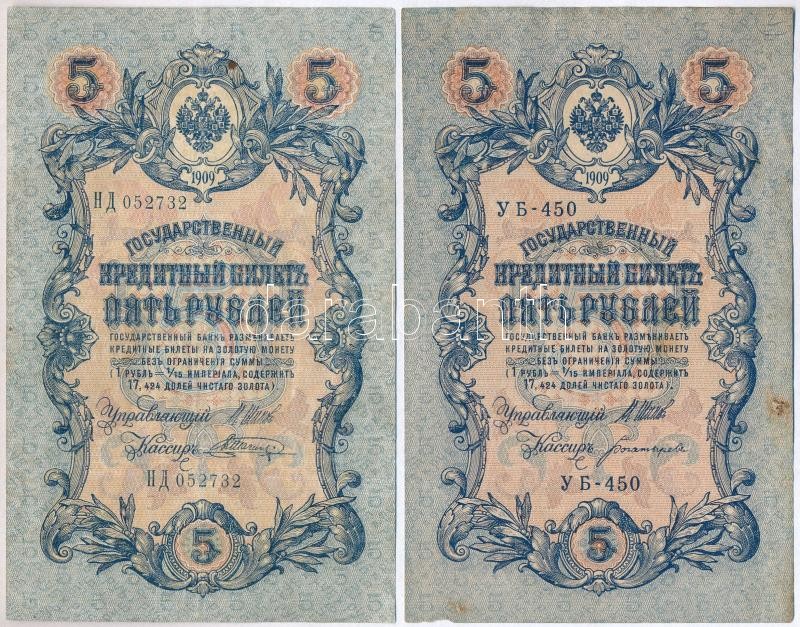 5 5
1909
НД 052732
ГОСУДАРСТВЕННЫЙ
КРЕДИТНЫЙ БИЛЕТЪ
ПЯТЬ РУБЛЕЙ
ГОСУДАРСТВЕННЫЙ БАНКЪ РАЗМѢНИВАЕТЪ
КРЕДИТНЫЕ БИЛЕТЫ НА ЗОЛОТУЮ МОНЕТУ
БЕЗЪ ОГРАНИЧЕНІЯ СУММЫ
(1 РУБЛЬ = 1/15 ИМПЕРІАЛА, СОДЕРЖИТЪ
17,424 ДОЛЕЙ ЧИСТАГО ЗОЛОТА).
Управляющій
Кассиръ
НД 052732
5
5 5
1909
УБ-450
ГОСУДАРСТВЕННЫЙ
КРЕДИТНЫЙ БИЛЕТЪ
ПЯТЬ РУБЛЕЙ
ГОСУДАРСТВЕННЫЙ БАНКЪ РАЗМѢНИВАЕТЪ
КРЕДИТНЫЕ БИЛЕТЫ НА ЗОЛОТУЮ МОНЕТУ
БЕЗЪ ОГРАНИЧЕНІЯ СУММЫ
(1 РУБЛЬ = 1/15 ИМПЕРІАЛА, СОДЕРЖИТЪ
17,424 ДОЛЕЙ ЧИСТАГО ЗОЛОТА).
Управляющій
Кассиръ
УБ-450
5
darabanth